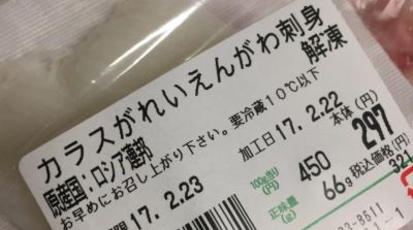 カラスがれいえんがわ刺身
解凍
原産国：ロシア連邦
お早めにお召し上がり下さい。要冷蔵10℃以下
加工日17. 2.22
限 17. 2.23
100g当り(円) 450
本体(円) 297
正味量(g) 66g
税込価格(円)